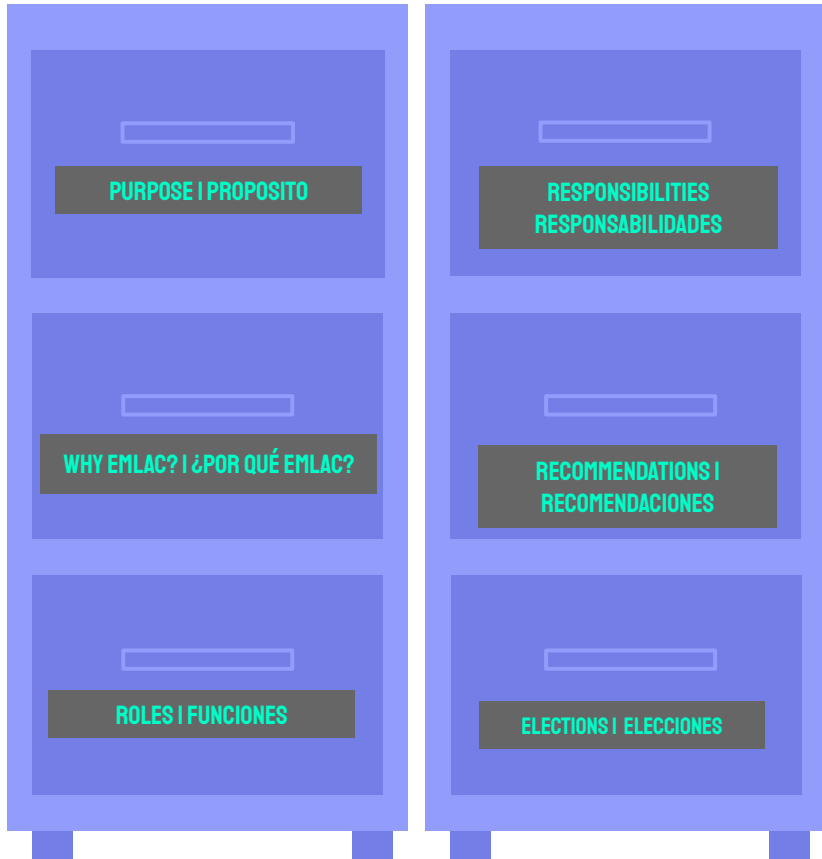 PURPOSE | PROPOSITO
WHY EMLAC? | ¿POR QUÉ EMLAC?
ROLES | FUNCIONES
RESPONSIBILITIES
RESPONSABILIDADES
RECOMMENDATIONS |
RECOMENDACIONES
ELECTIONS | ELECCIONES